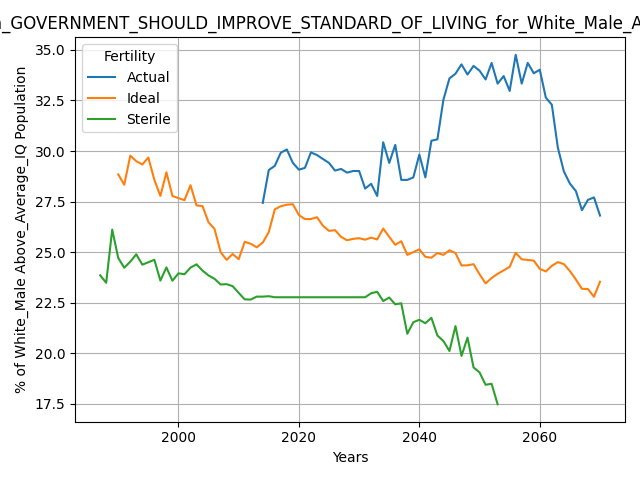 _GOVERNMENT_SHOULD_IMPROVE_STANDARD_OF_LIVING_for_White_Male_A
Fertility
Actual
Ideal
Sterile
% of White_Male Above_Average_IQ Population
35.0
32.5
30.0
27.5
25.0
22.5
20.0
17.5
2000
2020
2040
2060
Years